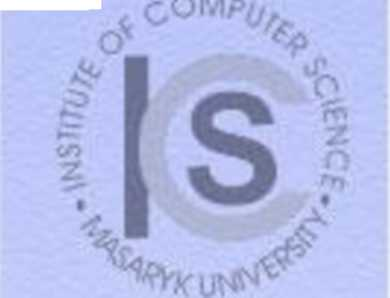 INSTITUTE OF COMPUTER SCIENCE
ICS
• MASARYK UNIVERSITY •